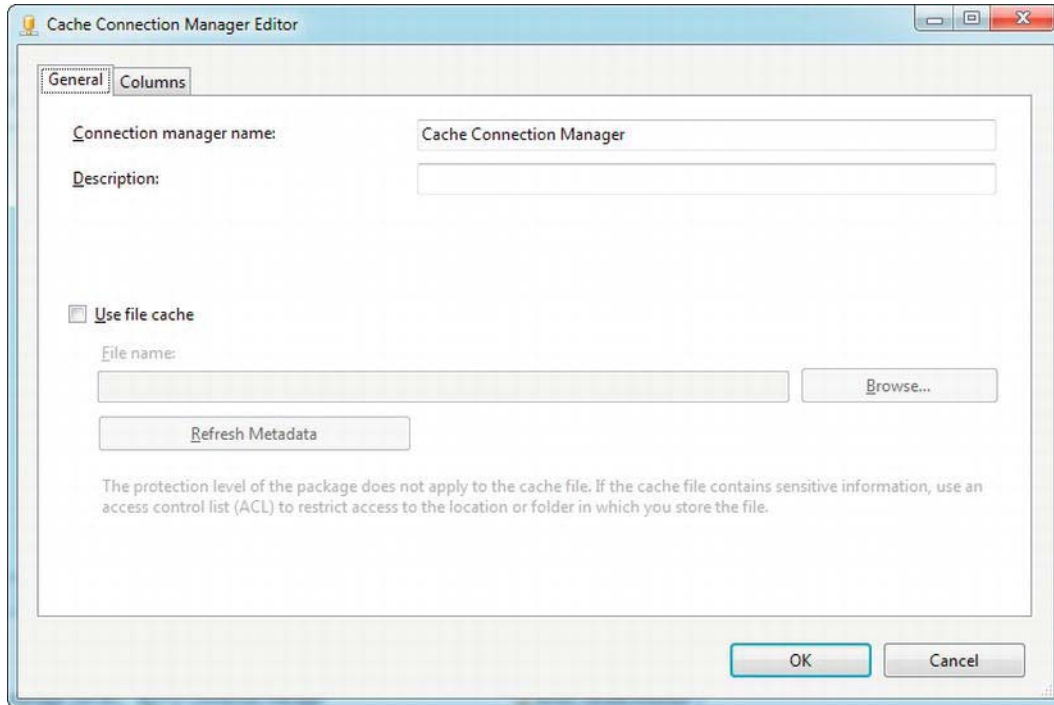 Cache Connection Manager Editor
General
Columns
Connection manager name:
Cache Connection Manager
Description:
Use file cache
File name:
Browse...
Refresh Metadata
The protection level of the package does not apply to the cache file. If the cache file contains sensitive information, use an
access control list (ACL) to restrict access to the location or folder in which you store the file.
OK
Cancel